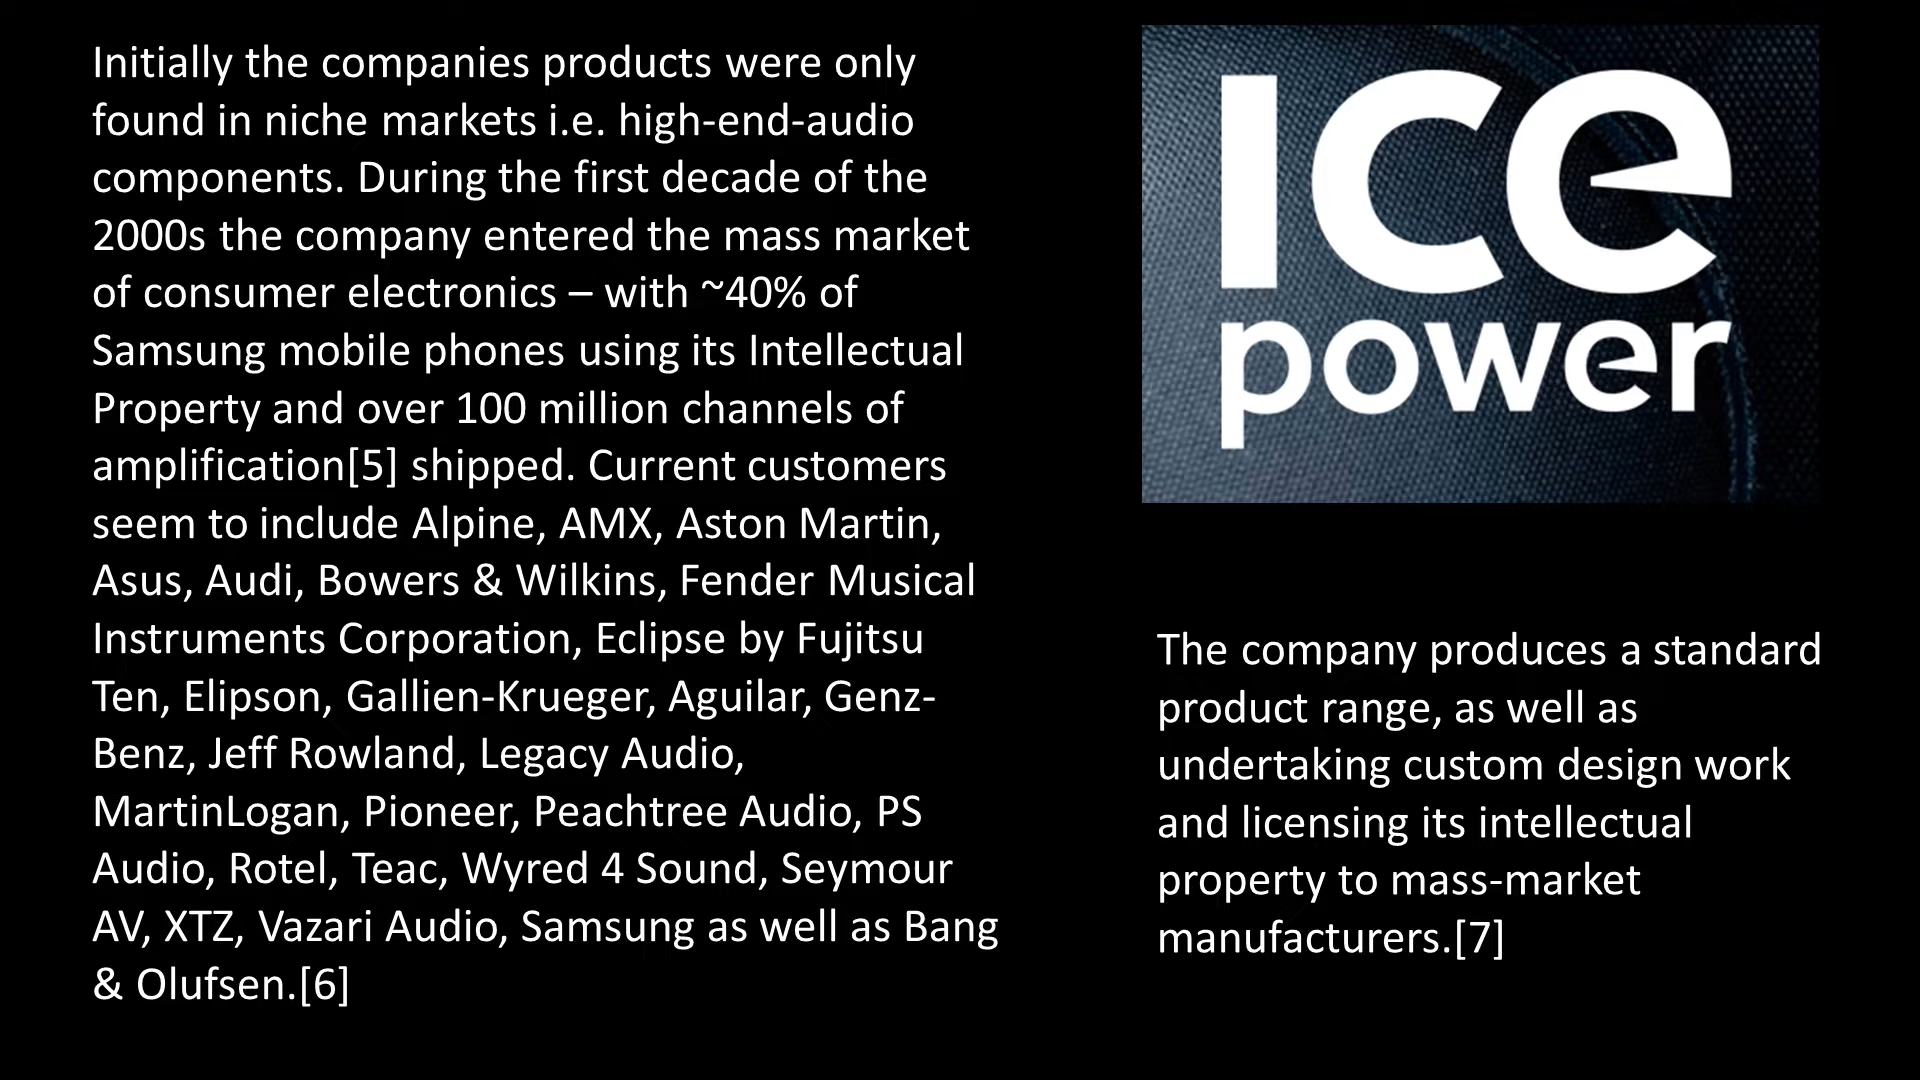 Initially the companies products were only
found in niche markets i.e. high-end-audio
components. During the first decade of the
2000s the company entered the mass market
of consumer electronics – with ~40% of
Samsung mobile phones using its Intellectual
Property and over 100 million channels of
amplification[5] shipped. Current customers
seem to include Alpine, AMX, Aston Martin,
Asus, Audi, Bowers & Wilkins, Fender Musical
Instruments Corporation, Eclipse by Fujitsu
Ten, Elipson, Gallien-Krueger, Aguilar, Genz-
Benz, Jeff Rowland, Legacy Audio,
MartinLogan, Pioneer, Peachtree Audio, PS
Audio, Rotel, Teac, Wyred 4 Sound, Seymour
AV, XTZ, Vazari Audio, Samsung as well as Bang
& Olufsen.[6]
ICe
power
The company produces a standard
product range, as well as
undertaking custom design work
and licensing its intellectual
property to mass-market
manufacturers.[7]